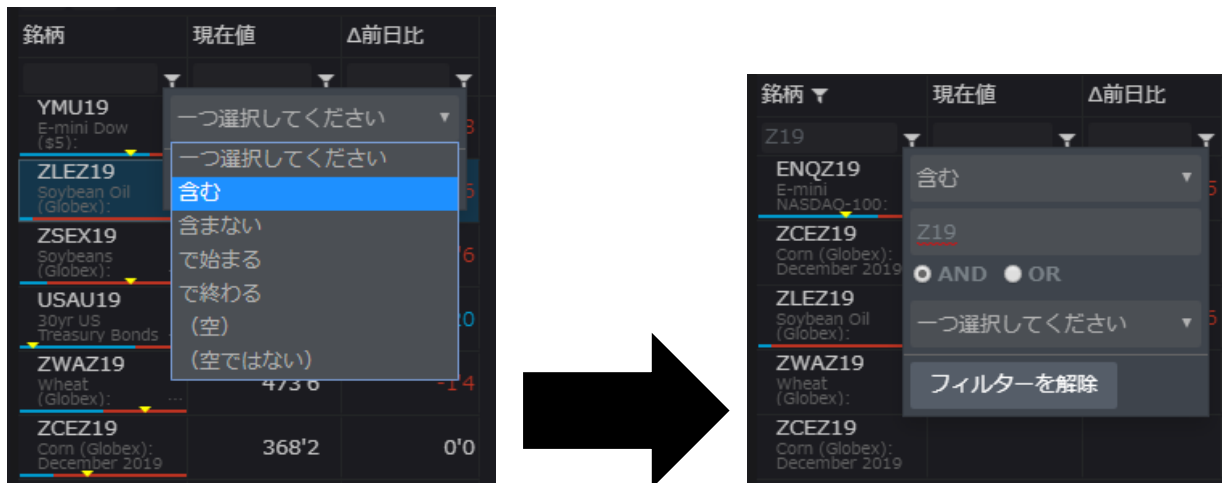 銘柄 現在値 Δ前日比
YMU19
E-mini Dow
($5):
ZLEZ19
Soybean Oil
(Globex):
ZSEX19
Soybeans
(Globex):
USAU19
30yr US
Treasury Bonds
ZWAZ19
Wheat
(Globex): ...
473'6 -1'4
ZCEZ19
Corn (Globex):
December 2019
368'2 0'0
一つ選択してください
一つ選択してください
含む
含まない
で始まる
で終わる
（空）
（空ではない）
銘柄 現在値 Δ前日比
Z19
ENQZ19
E-mini
NASDAQ-100:
ZCEZ19
Corn (Globex):
December 2019
ZLEZ19
Soybean Oil
(Globex):
ZWAZ19
Wheat
(Globex):
ZCEZ19
Corn (Globex):
December 2019
含む
Z19
AND OR
一つ選択してください
フィルターを解除